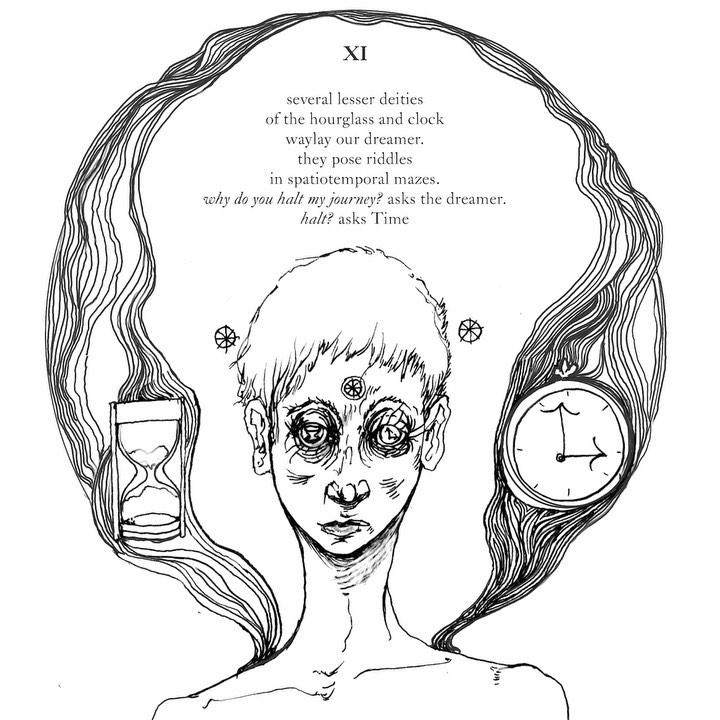 XI
several lesser deities
of the hourglass and clock
waylay our dreamer.
they pose riddles
in spatiotemporal mazes.
why do you halt my journey? asks the dreamer.
halt? asks Time